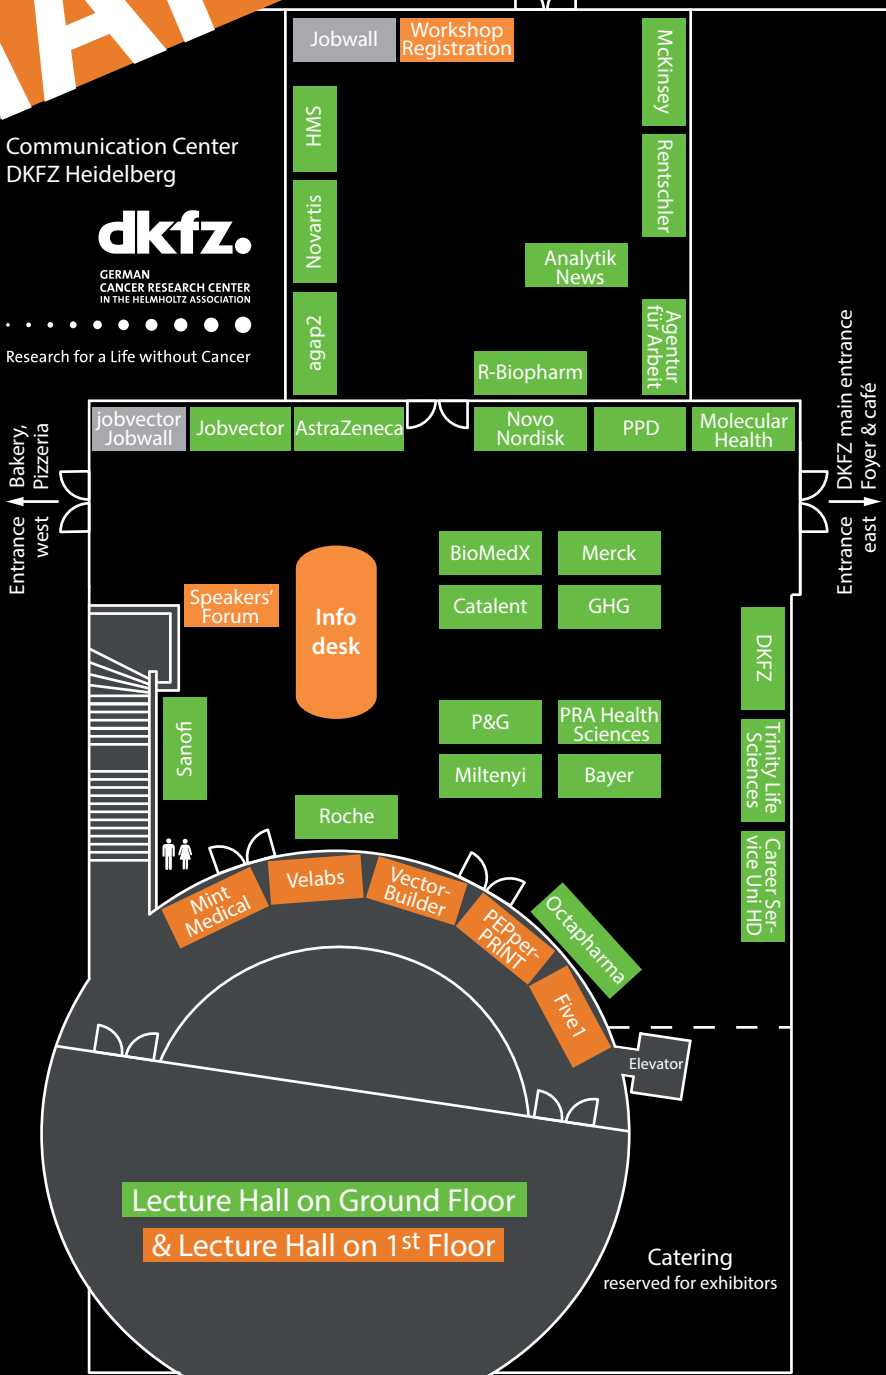 Jobwall
Workshop
Registration
McKinsey
Communication Center
DKFZ Heidelberg
HMS
Rentschler
Novartis
dkfz.
GERMAN
CANCER RESEARCH CENTER
IN THE HELMHOLTZ ASSOCIATION
Analytik
News
agap2
Agentur
für Arbeit
Research for a Life without Cancer
R-Biopharm
jobvector
Jobwall
Jobvector
AstraZeneca
Novo
Nordisk
PPD
Molecular
Health
Bakery,
Pizzeria
Entrance
west
DKFZ main entrance
Foyer & café
Entrance
east
BioMedX
Merck
Speakers'
Forum
Info
desk
Catalent
GHG
DKFZ
Sanofi
P&G
PRA Health
Sciences
Trinity Life
Sciences
Miltenyi
Bayer
Roche
Career Ser-
vice Uni HD
Mint
Medical
Velabs
Vector-
Builder
PEPper-
PRINT
Octapharma
Five1
Elevator
Lecture Hall on Ground Floor
& Lecture Hall on 1st Floor
Catering
reserved for exhibitors